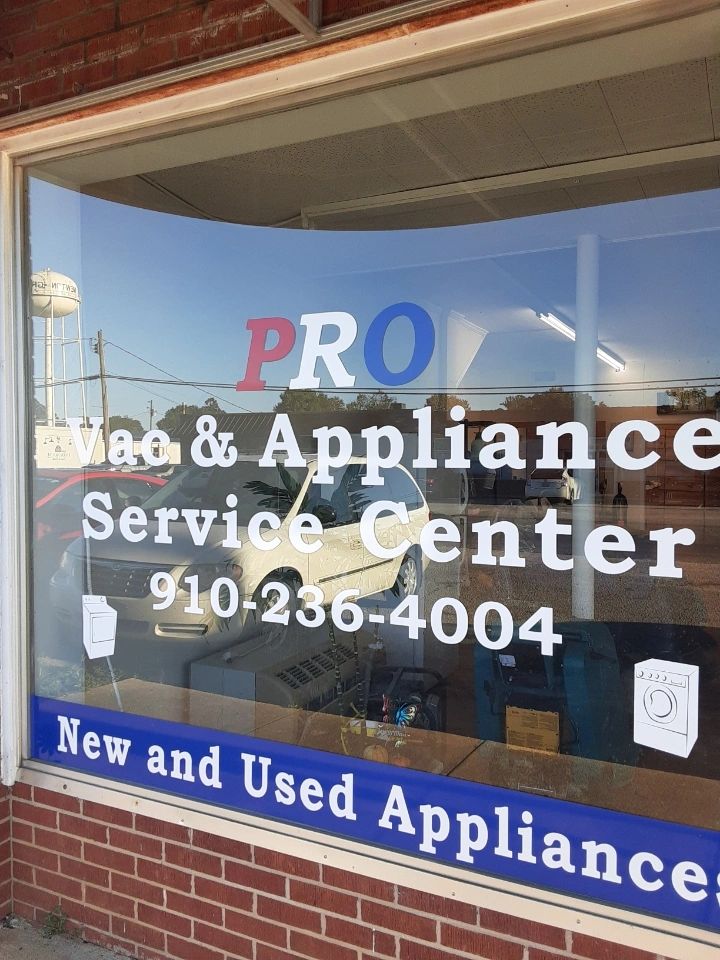 PRO
Vac & Appliance
Service Center
910-236-4004
New and Used Appliances